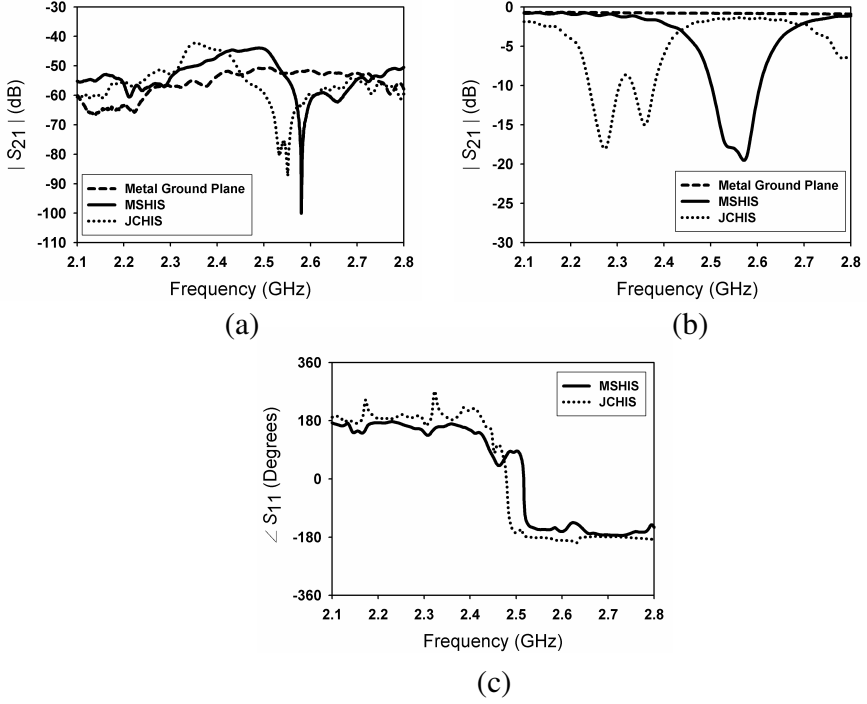 -30
-40
-50
-60
-70
-80
-90
-100
-110
| S21 | (dB)
Metal Ground Plane
MSHIS
JCHIS
2.1 2.2 2.3 2.4 2.5 2.6 2.7 2.8
Frequency (GHz)
(a)
0
-5
-10
-15
-20
-25
-30
| S21 | (dB)
Metal Ground Plane
MSHIS
JCHIS
2.1 2.2 2.3 2.4 2.5 2.6 2.7 2.8
Frequency (GHz)
(b)
360
180
0
-180
-360
∠ S11 (Degrees)
MSHIS
JCHIS
2.1 2.2 2.3 2.4 2.5 2.6 2.7 2.8
Frequency (GHz)
(c)